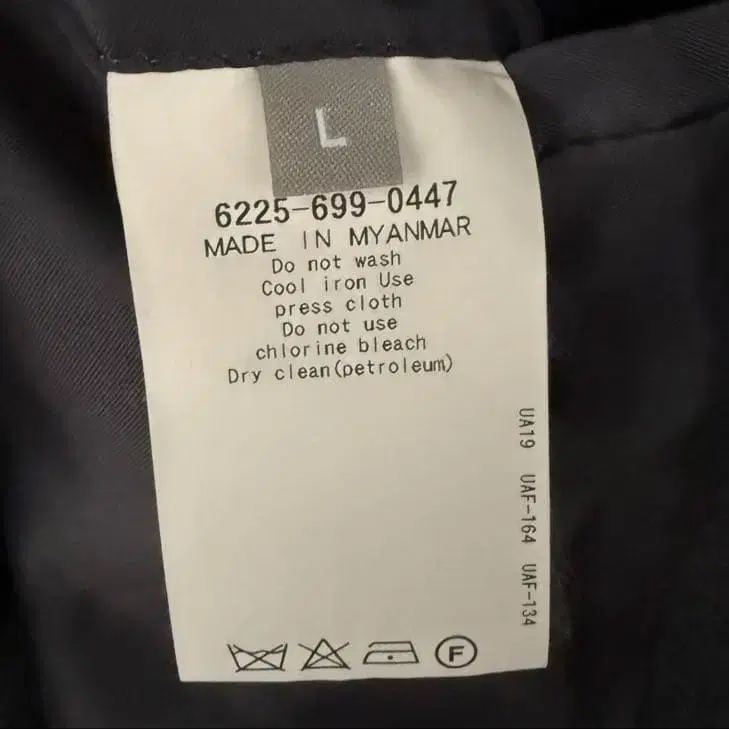 L
6225-699-0447
MADE IN MYANMAR
Do not wash
Cool iron Use
press cloth
Do not use
chlorine bleach
Dry clean(petroleum)
UA19 UAF-164 UAF-134
F